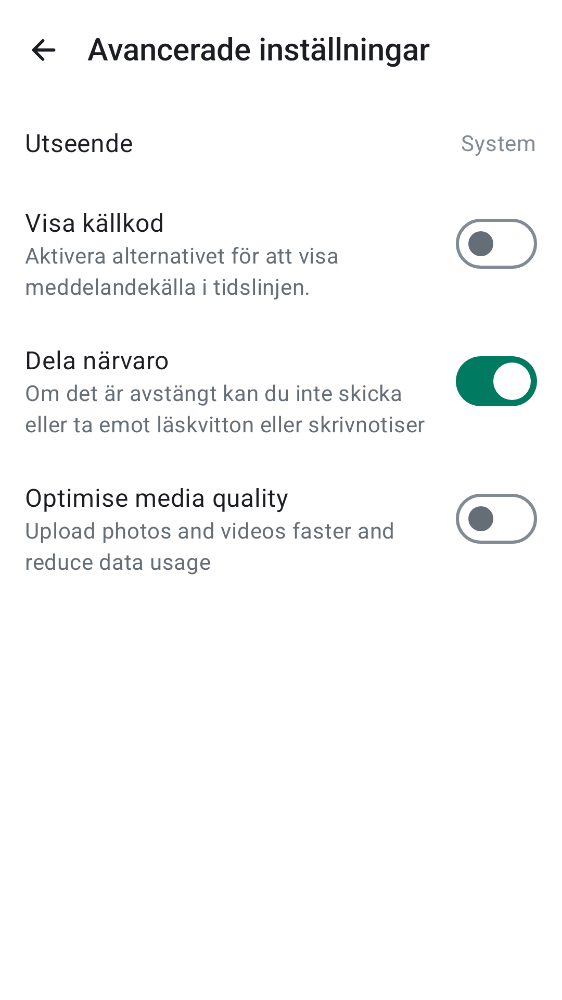 Avancerade inställningar
Utseende
System
Visa källkod
Aktivera alternativet för att visa
meddelandekälla i tidslinjen.
Dela närvaro
Om det är avstängt kan du inte skicka
eller ta emot läskvitton eller skrivnotiser
Optimise media quality
Upload photos and videos faster and
reduce data usage